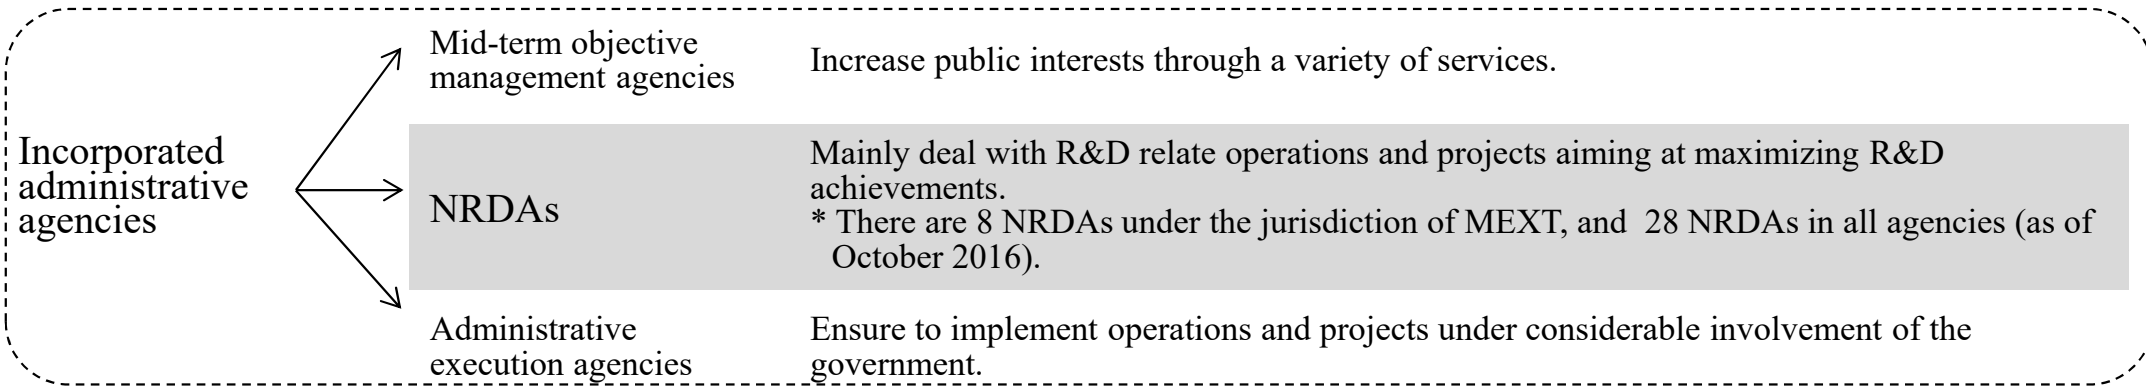 Incorporated
administrative
agencies
Mid-term objective
management agencies
Increase public interests through a variety of services.
NRDAs
Mainly deal with R&D relate operations and projects aiming at maximizing R&D
achievements.
* There are 8 NRDAs under the jurisdiction of MEXT, and  28 NRDAs in all agencies (as of
October 2016).
Administrative
execution agencies
Ensure to implement operations and projects under considerable involvement of the
government.